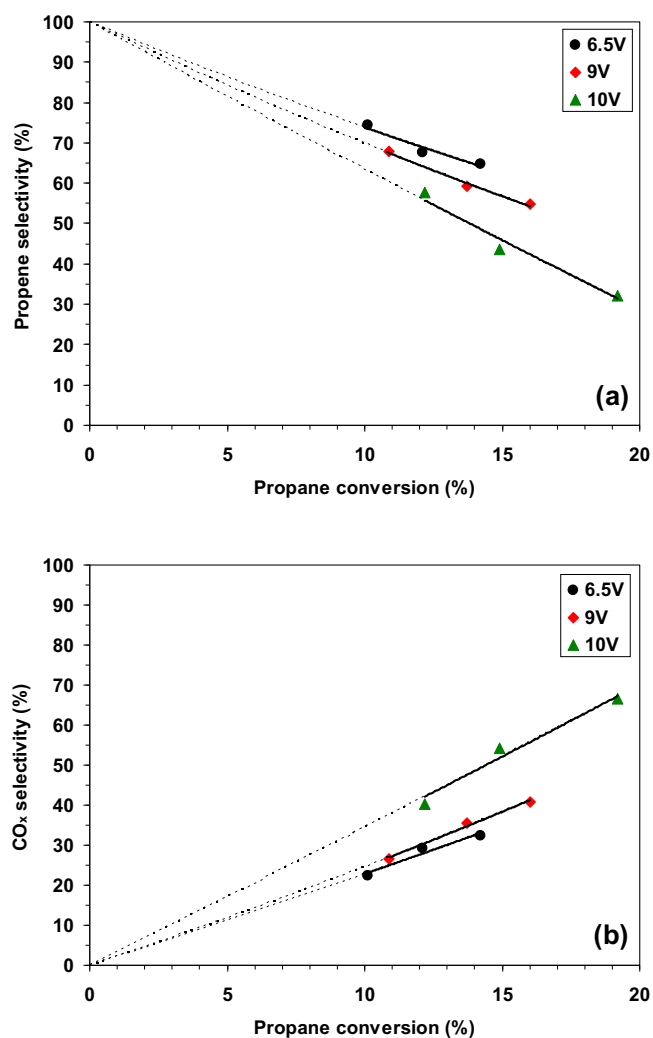 100
90
80
70
60
50
40
30
20
10
0
Propene selectivity (%)
6.5V
9V
10V
(a)
0 5 10 15 20
Propane conversion (%)
100
90
80
70
60
50
40
30
20
10
0
COₓ selectivity (%)
6.5V
9V
10V
(b)
0 5 10 15 20
Propane conversion (%)